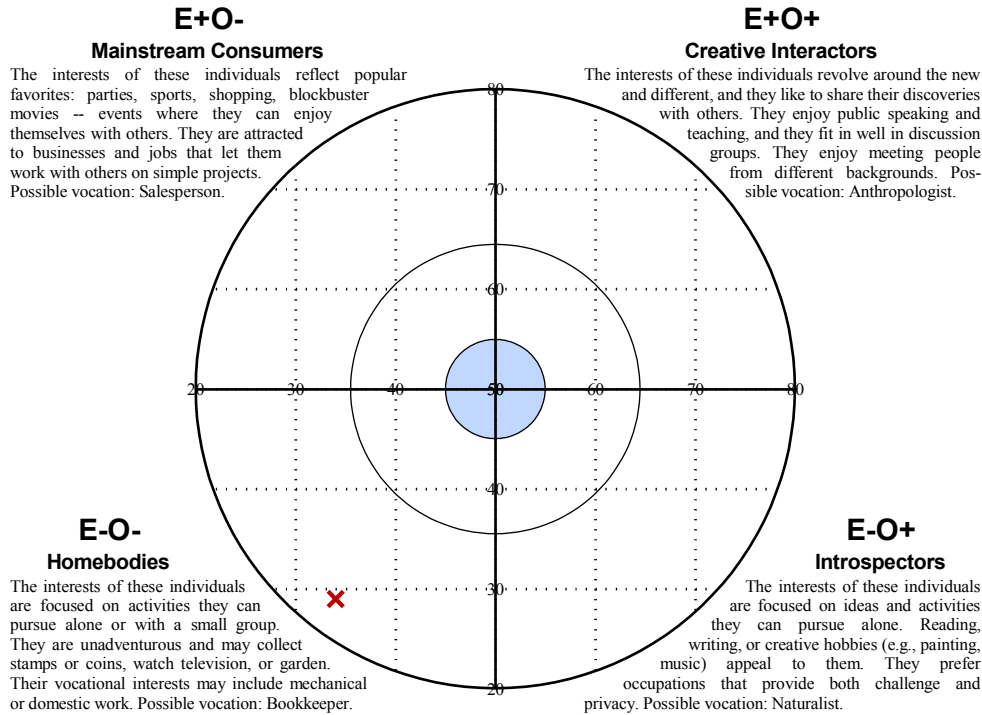 E+O-
Mainstream Consumers
The interests of these individuals reflect popular
favorites: parties, sports, shopping, blockbuster
movies -- events where they can enjoy
themselves with others. They are attracted
to businesses and jobs that let them
work with others on simple projects.
Possible vocation: Salesperson.
E+O+
Creative Interactors
The interests of these individuals revolve around the new
and different, and they like to share their discoveries
with others. They enjoy public speaking and
teaching, and they fit in well in discussion
groups. They enjoy meeting people
from different backgrounds. Pos-
sible vocation: Anthropologist.
80
70
60
20 30 40 50 60 70 80
40
30
20
E-O-
Homebodies
The interests of these individuals
are focused on activities they can
pursue alone or with a small group.
They are unadventurous and may collect
stamps or coins, watch television, or garden.
Their vocational interests may include mechanical
or domestic work. Possible vocation: Bookkeeper.
E-O+
Introspectors
The interests of these individuals
are focused on ideas and activities
they can pursue alone. Reading,
writing, or creative hobbies (e.g., painting,
music) appeal to them. They prefer
occupations that provide both challenge and
privacy. Possible vocation: Naturalist.